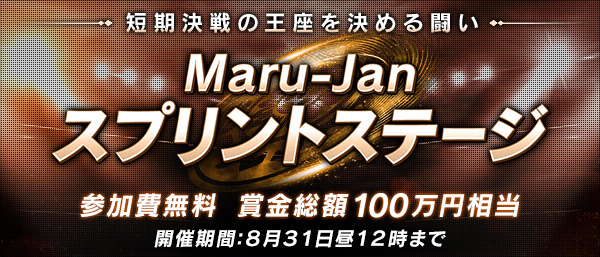 短期決戦の王座を決める闘い
Maru-Jan
スプリントステージ
参加費無料 賞金総額100万円相当
開催期間:8月31日昼12時まで